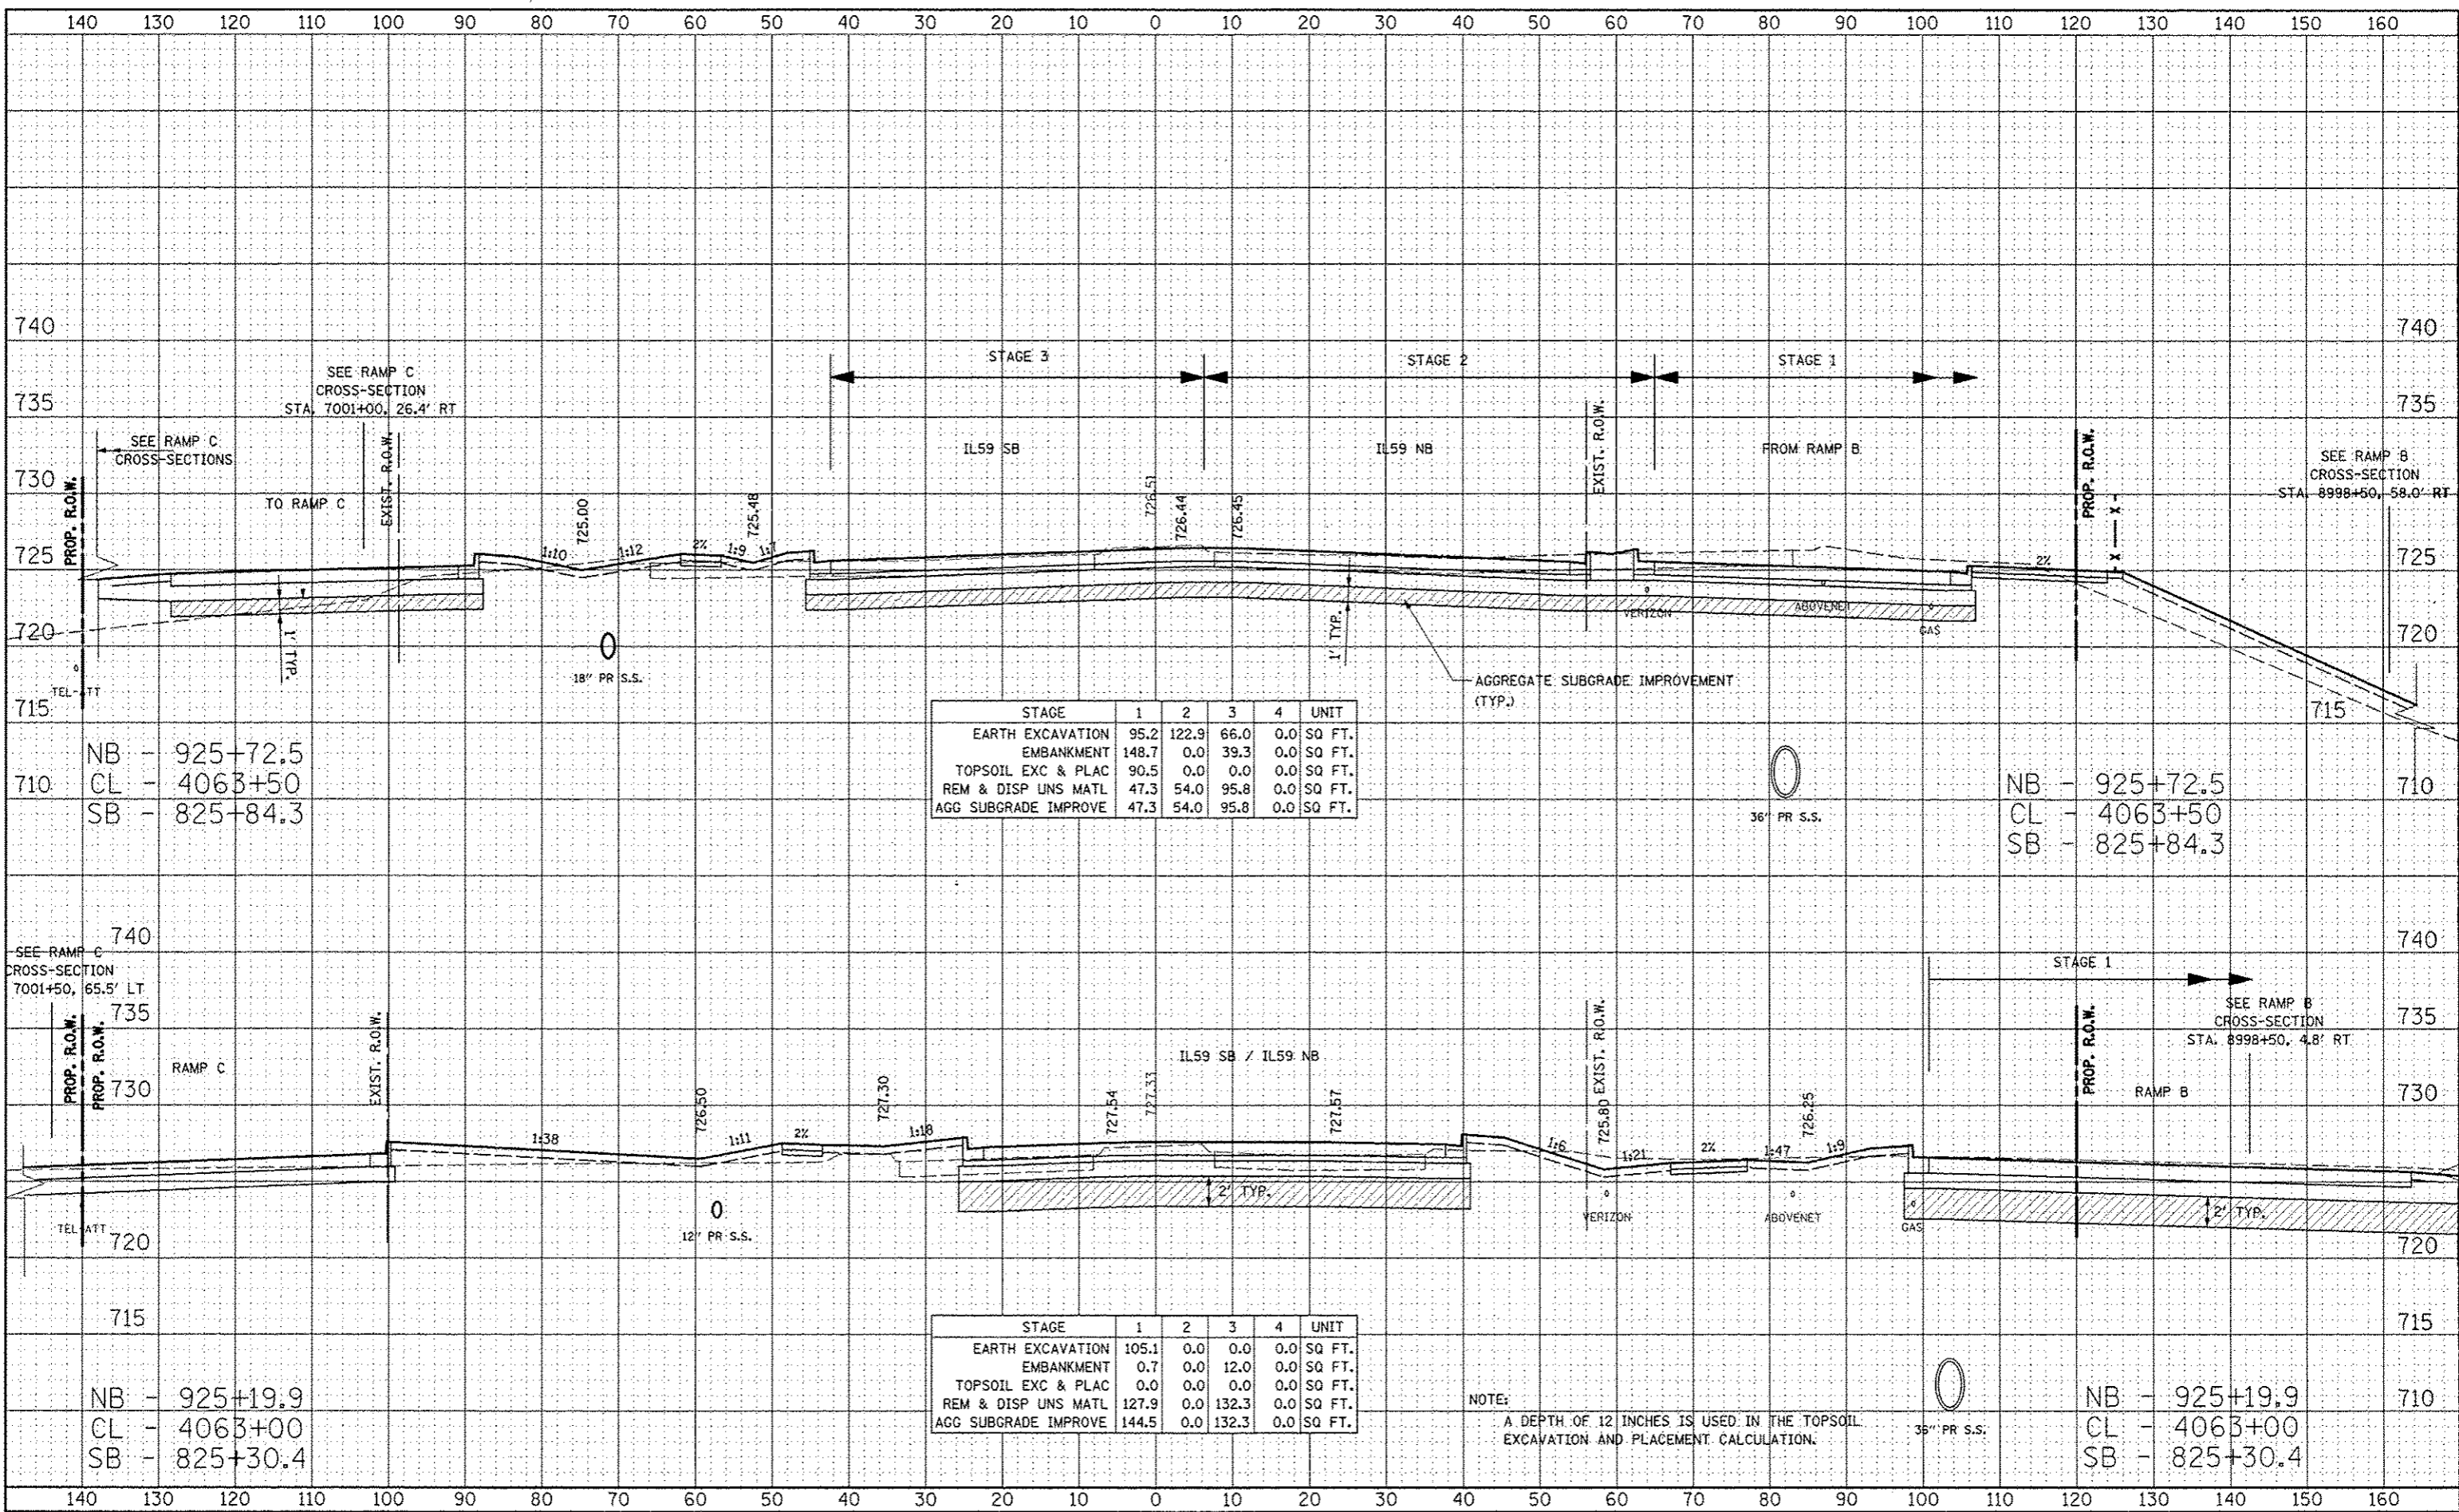 140 130 120 110 100 90 80 70 60 50 40 30 20 10 0 10 20 30 40 50 60 70 80 90 100 110 120 130 140 150 160
740
740
735
735
730
730
725
725
720
720
715
715
710
710
STAGE 3
STAGE 2
STAGE 1
SEE RAMP C
CROSS-SECTION
STA. 7001+00, 26.4' RT
SEE RAMP C
CROSS-SECTIONS
PROP. R.O.W.
TO RAMP C
EXIST. R.O.W.
IL59 SB
IL59 NB
EXIST. R.O.W.
FROM RAMP B
PROP. R.O.W.
X
X
SEE RAMP B
CROSS-SECTION
STA. 8998+50, 58.0' RT
725.00
725.48
726.51
726.44
726.45
1:10
1:12
2%
1:9
1:7
2%
1' TYP.
1' TYP.
TEL-ATT
18" PR S.S.
VERIZON
ABOVENET
GAS
AGGREGATE SUBGRADE IMPROVEMENT
(TYP.)
STAGE 1 2 3 4 UNIT
EARTH EXCAVATION 95.2 122.9 66.0 0.0 SQ FT.
EMBANKMENT 148.7 0.0 39.3 0.0 SQ FT.
TOPSOIL EXC & PLAC 90.5 0.0 0.0 0.0 SQ FT.
REM & DISP UNS MATL 47.3 54.0 95.8 0.0 SQ FT.
AGG SUBGRADE IMPROVE 47.3 54.0 95.8 0.0 SQ FT.
36" PR S.S.
NB - 925+72.5
CL - 4063+50
SB - 825+84.3
NB - 925+72.5
CL - 4063+50
SB - 825+84.3
740
740
735
735
730
730
720
720
715
715
710
SEE RAMP C
CROSS-SECTION
7001+50, 65.5' LT
PROP. R.O.W.
PROP. R.O.W.
RAMP C
EXIST. R.O.W.
IL59 SB / IL59 NB
EXIST. R.O.W.
STAGE 1
SEE RAMP B
CROSS-SECTION
STA. 8998+50, 4.8' RT
PROP. R.O.W.
RAMP B
726.50
727.30
727.54
727.33
727.57
725.80
726.25
1:38
1:11
2%
1:18
1:6
1:21
2%
1:47
1:9
2' TYP.
2' TYP.
TEL-ATT
12" PR S.S.
VERIZON
ABOVENET
GAS
STAGE 1 2 3 4 UNIT
EARTH EXCAVATION 105.1 0.0 0.0 0.0 SQ FT.
EMBANKMENT 0.7 0.0 12.0 0.0 SQ FT.
TOPSOIL EXC & PLAC 0.0 0.0 0.0 0.0 SQ FT.
REM & DISP UNS MATL 127.9 0.0 132.3 0.0 SQ FT.
AGG SUBGRADE IMPROVE 144.5 0.0 132.3 0.0 SQ FT.
NOTE:
A DEPTH OF 12 INCHES IS USED IN THE TOPSOIL
EXCAVATION AND PLACEMENT CALCULATION.
36" PR S.S.
NB - 925+19.9
CL - 4063+00
SB - 825+30.4
NB - 925+19.9
CL - 4063+00
SB - 825+30.4
140 130 120 110 100 90 80 70 60 50 40 30 20 10 0 10 20 30 40 50 60 70 80 90 100 110 120 130 140 150 160